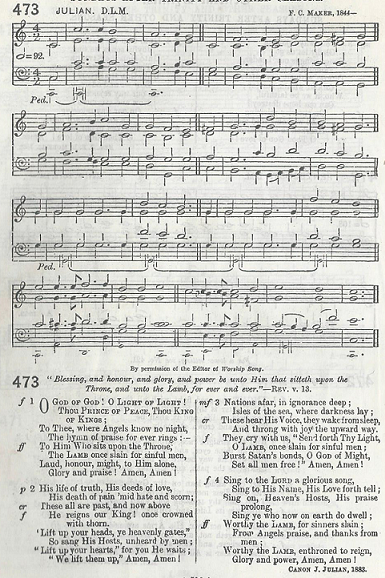 473 JULIAN. D.L.M. F. C. MAKER, 1844—
=92.
Ped.
Ped.
By permission of the Editor of Worship Song.
473 "Blessing, and honour, and glory, and power be unto Him that sitteth upon the
Throne, and unto the Lamb, for ever and ever."—REV. v. 13.
f 1 O GOD OF GOD! O LIGHT OF LIGHT!
Thou PRINCE OF PEACE, Thou KING
OF KINGS;
To Thee, where Angels know no night,
The hymn of praise for ever rings:—
ff To Him Who sits upon the Throne,
The LAMB once slain for sinful men,
Laud, honour, might, to Him alone,
Glory and praise! Amen, Amen!
p 2 His life of truth, His deeds of love,
His death of pain 'mid hate and scorn;
cr These all are past, and now above
f He reigns our King! once crowned
with thorn.
"Lift up your heads, ye heavenly gates,"
So sang His Hosts, unheard by men;
"Lift up your hearts," for you He waits;
"We lift them up," Amen, Amen!
mf 3 Nations afar, in ignorance deep;
Isles of the sea, where darkness lay;
cr These hear His Voice, they wake from sleep,
And throng with joy the upward way.
f They cry with us, "Send forth Thy Light,
O LAMB, once slain for sinful men;
Burst Satan's bonds, O GOD of Might,
Set all men free!" Amen, Amen!
f 4 Sing to the LORD a glorious song,
Sing to His Name, His Love forth tell;
Sing on, Heaven's Hosts, His praise
prolong,
Sing ye who now on earth do dwell;
ff Worthy the LAMB, for sinners slain;
From Angels praise, and thanks from
men;
Worthy the LAMB, enthroned to reign,
Glory and power, Amen, Amen!
CANON J. JULIAN, 1883.